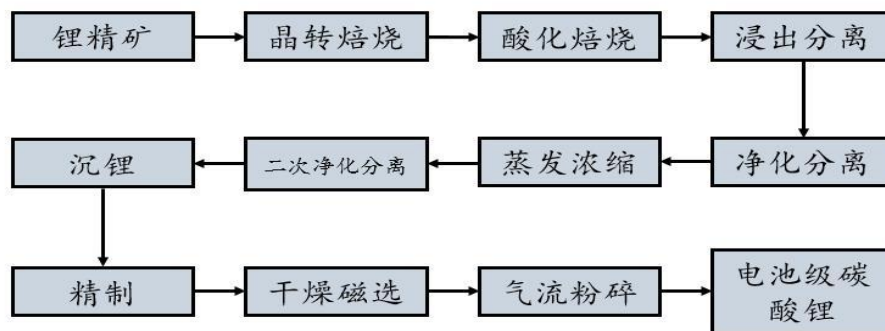 锂精矿
晶转焙烧
酸化焙烧
浸出分离
净化分离
蒸发浓缩
二次净化分离
沉锂
精制
干燥磁选
气流粉碎
电池级碳
酸锂